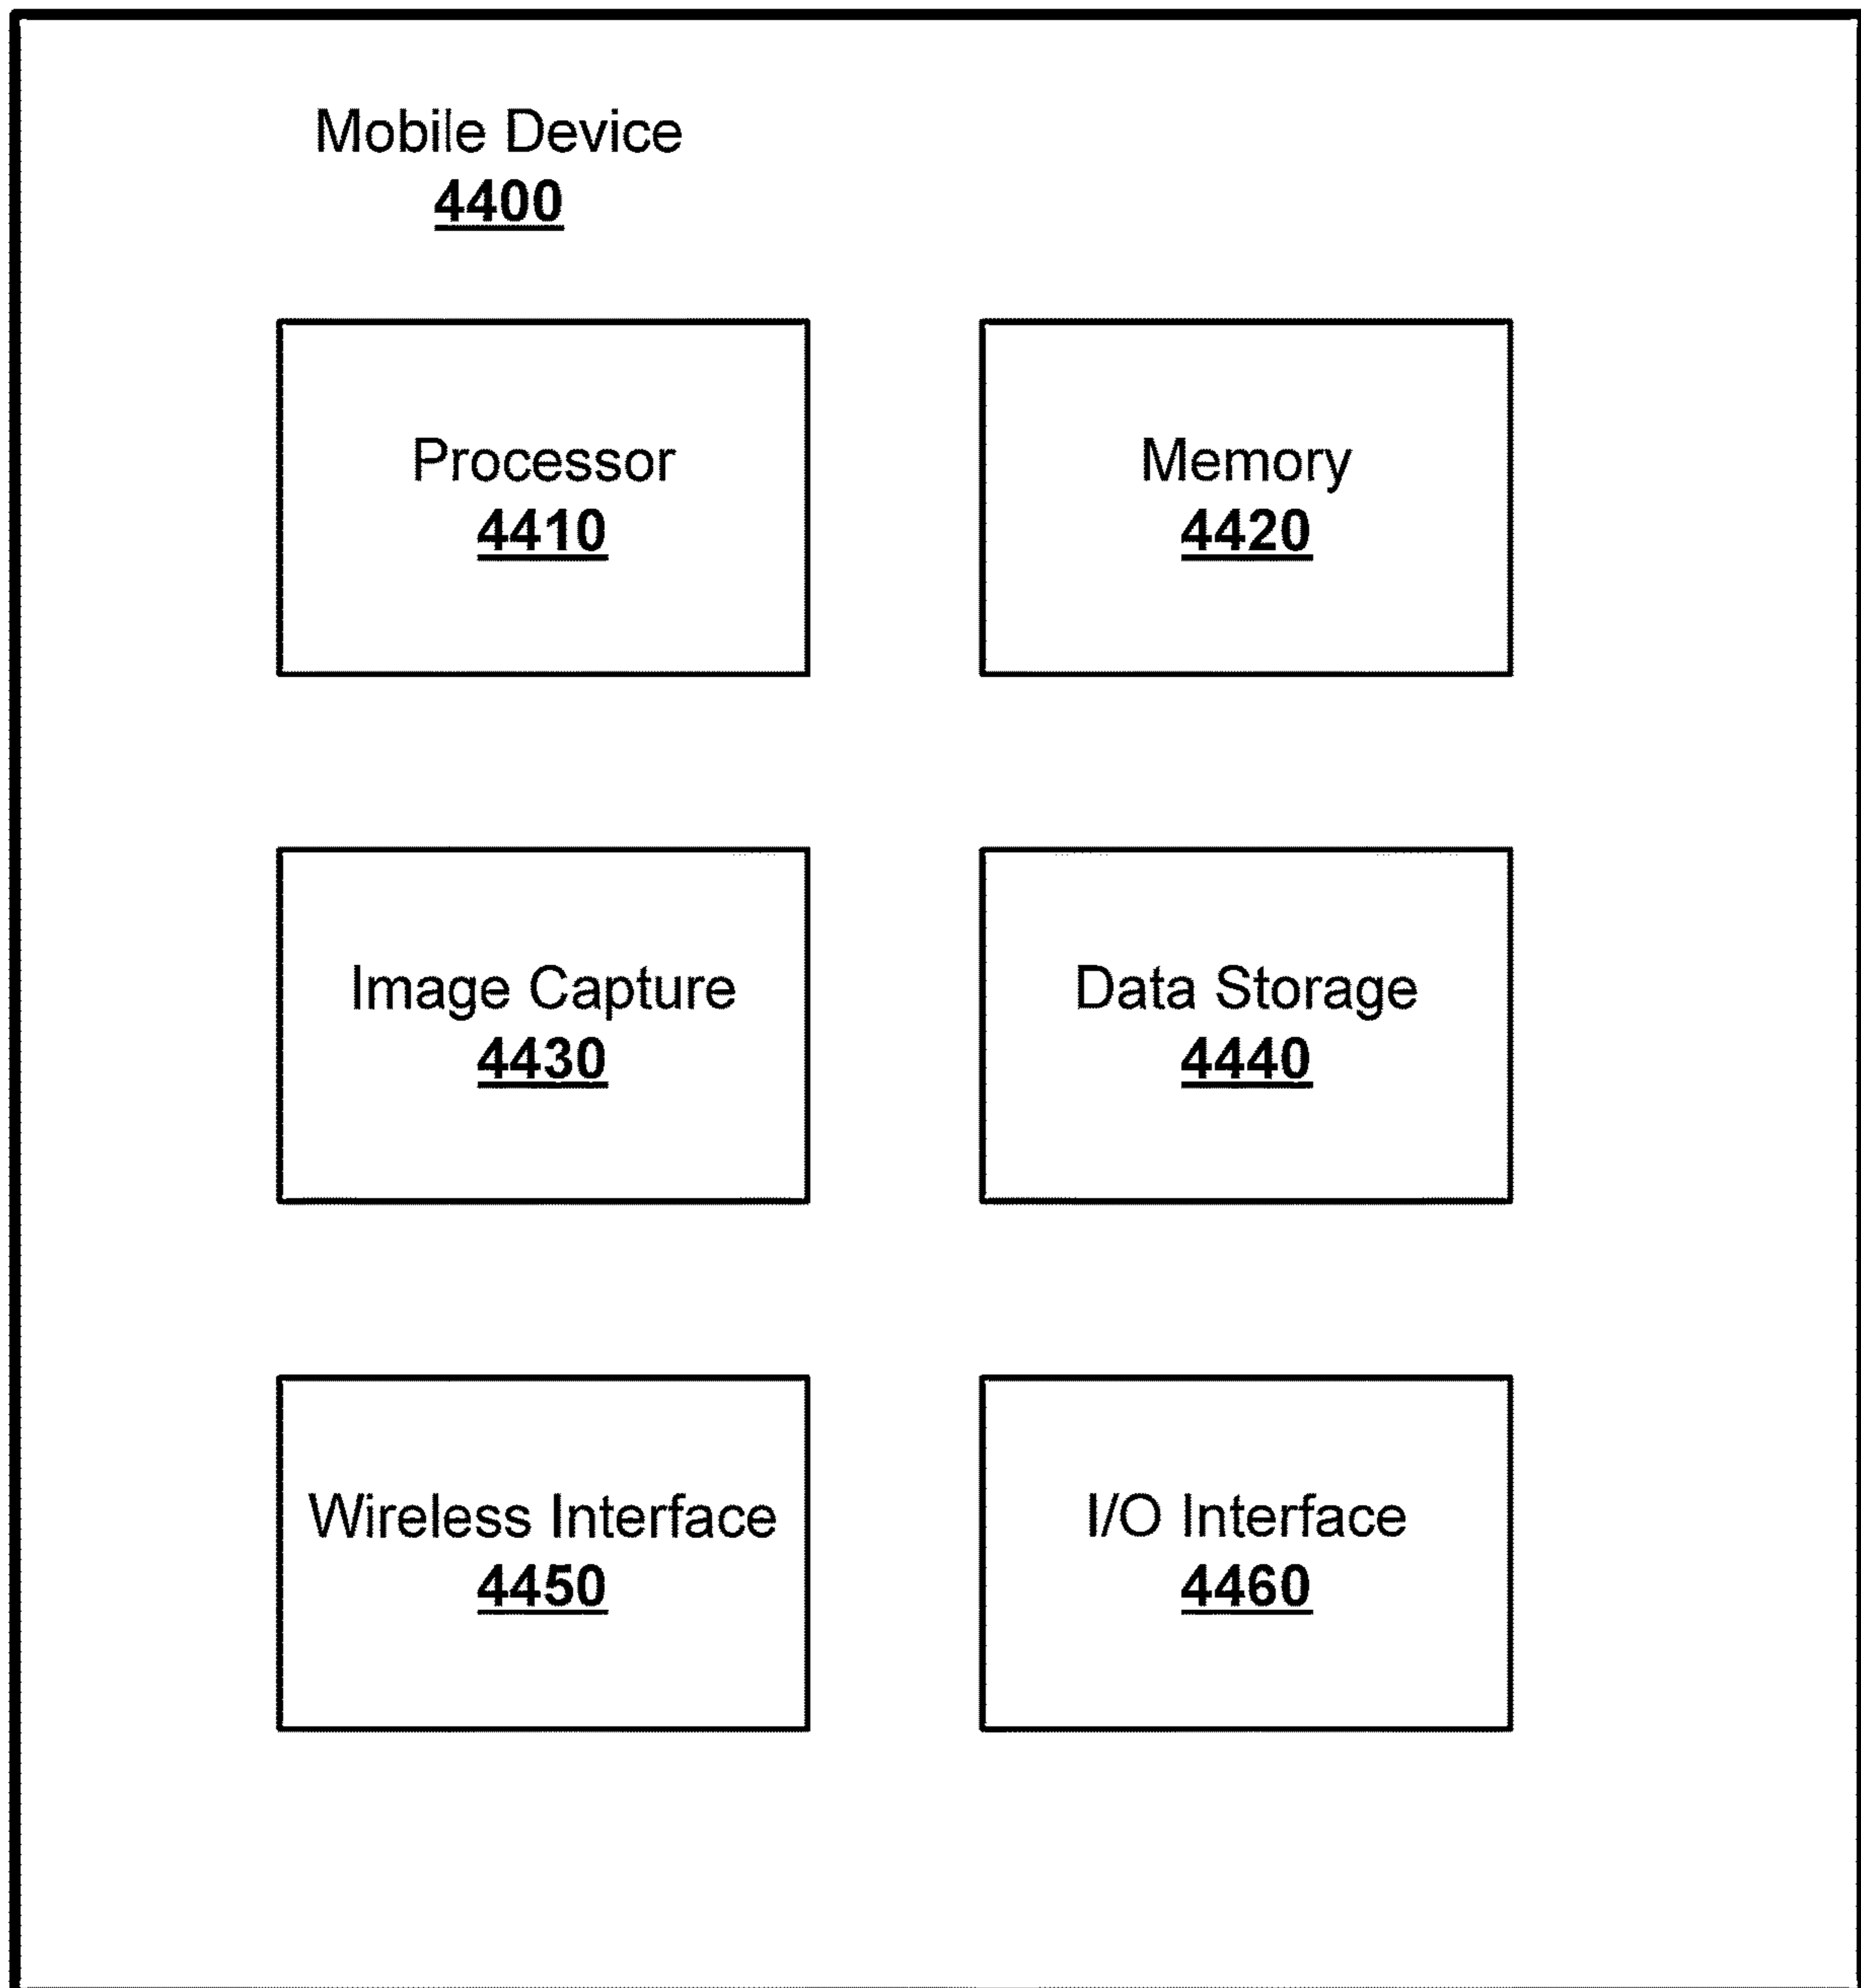 Mobile Device
4400
Processor
4410
Memory
4420
Image Capture
4430
Data Storage
4440
Wireless Interface
4450
I/O Interface
4460